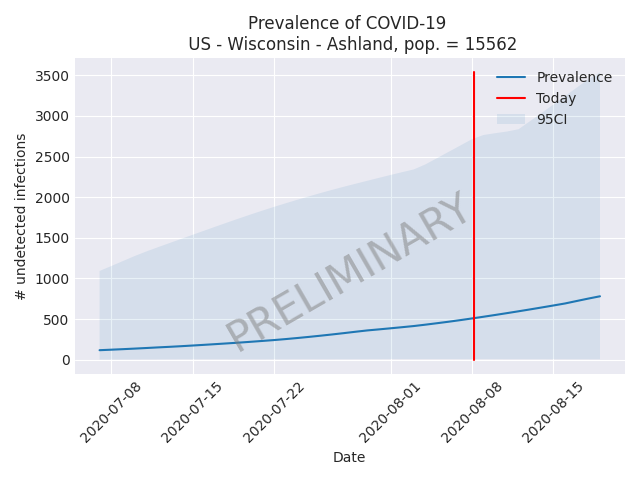 Prevalence of COVID-19
US - Wisconsin - Ashland, pop. = 15562
Prevalence
Today
95CI
3500
3000
2500
2000
1500
1000
500
0
# undetected infections
PRELIMINARY
2020-07-08
2020-07-15
2020-07-22
2020-08-01
2020-08-08
2020-08-15
Date